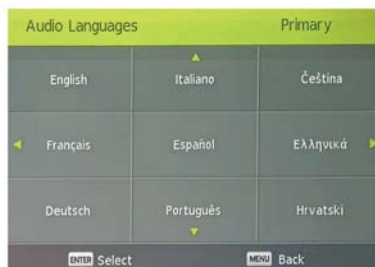 Audio Languages Primary
English Italiano Čeština
Français Español Ελληνικά
Deutsch Português Hrvatski
ENTER Select MENU Back